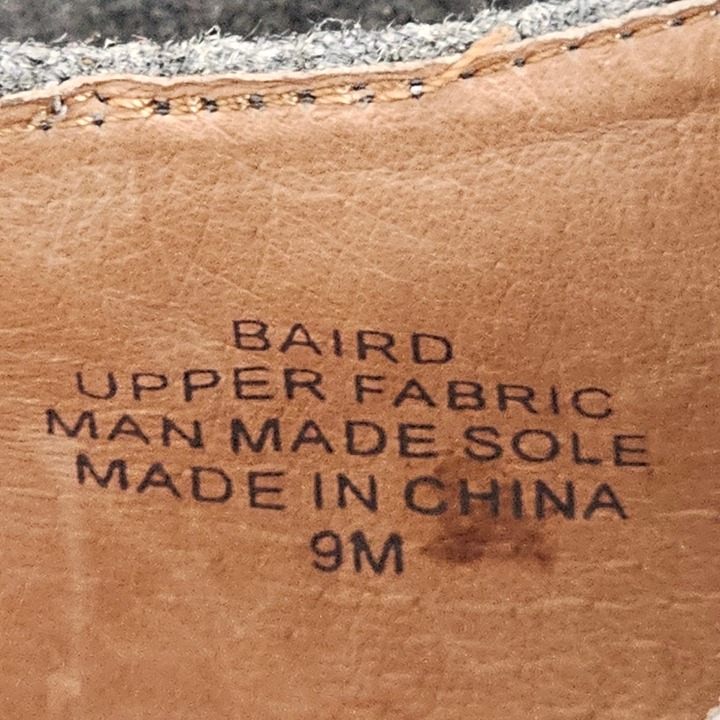 BAIRD
UPPER FABRIC
MAN MADE SOLE
MADE IN CHINA
9M